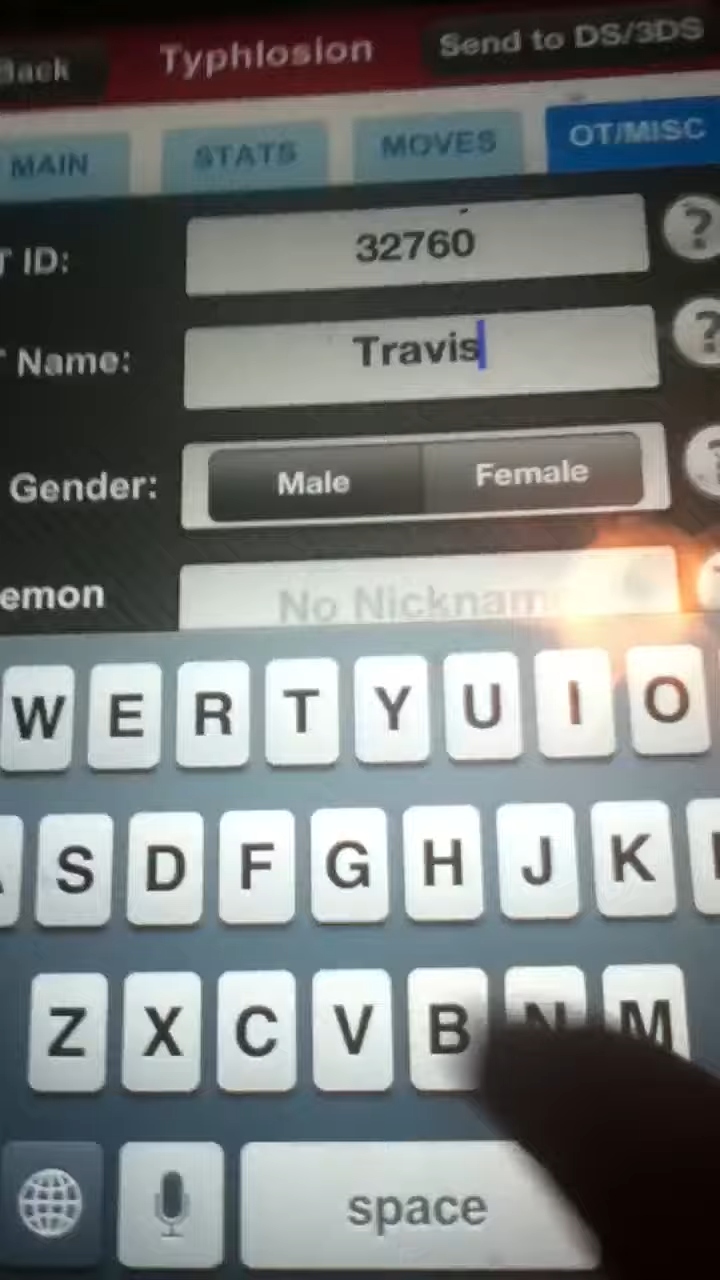 Back Typhlosion Send to DS/3DS
MAIN STATS MOVES OT/MISC
T ID: 32760 ?
Name: Travis ?
Gender: Male Female ?
emon No Nicknam
W E R T Y U I O
S D F G H J K
Z X C V B N M
space